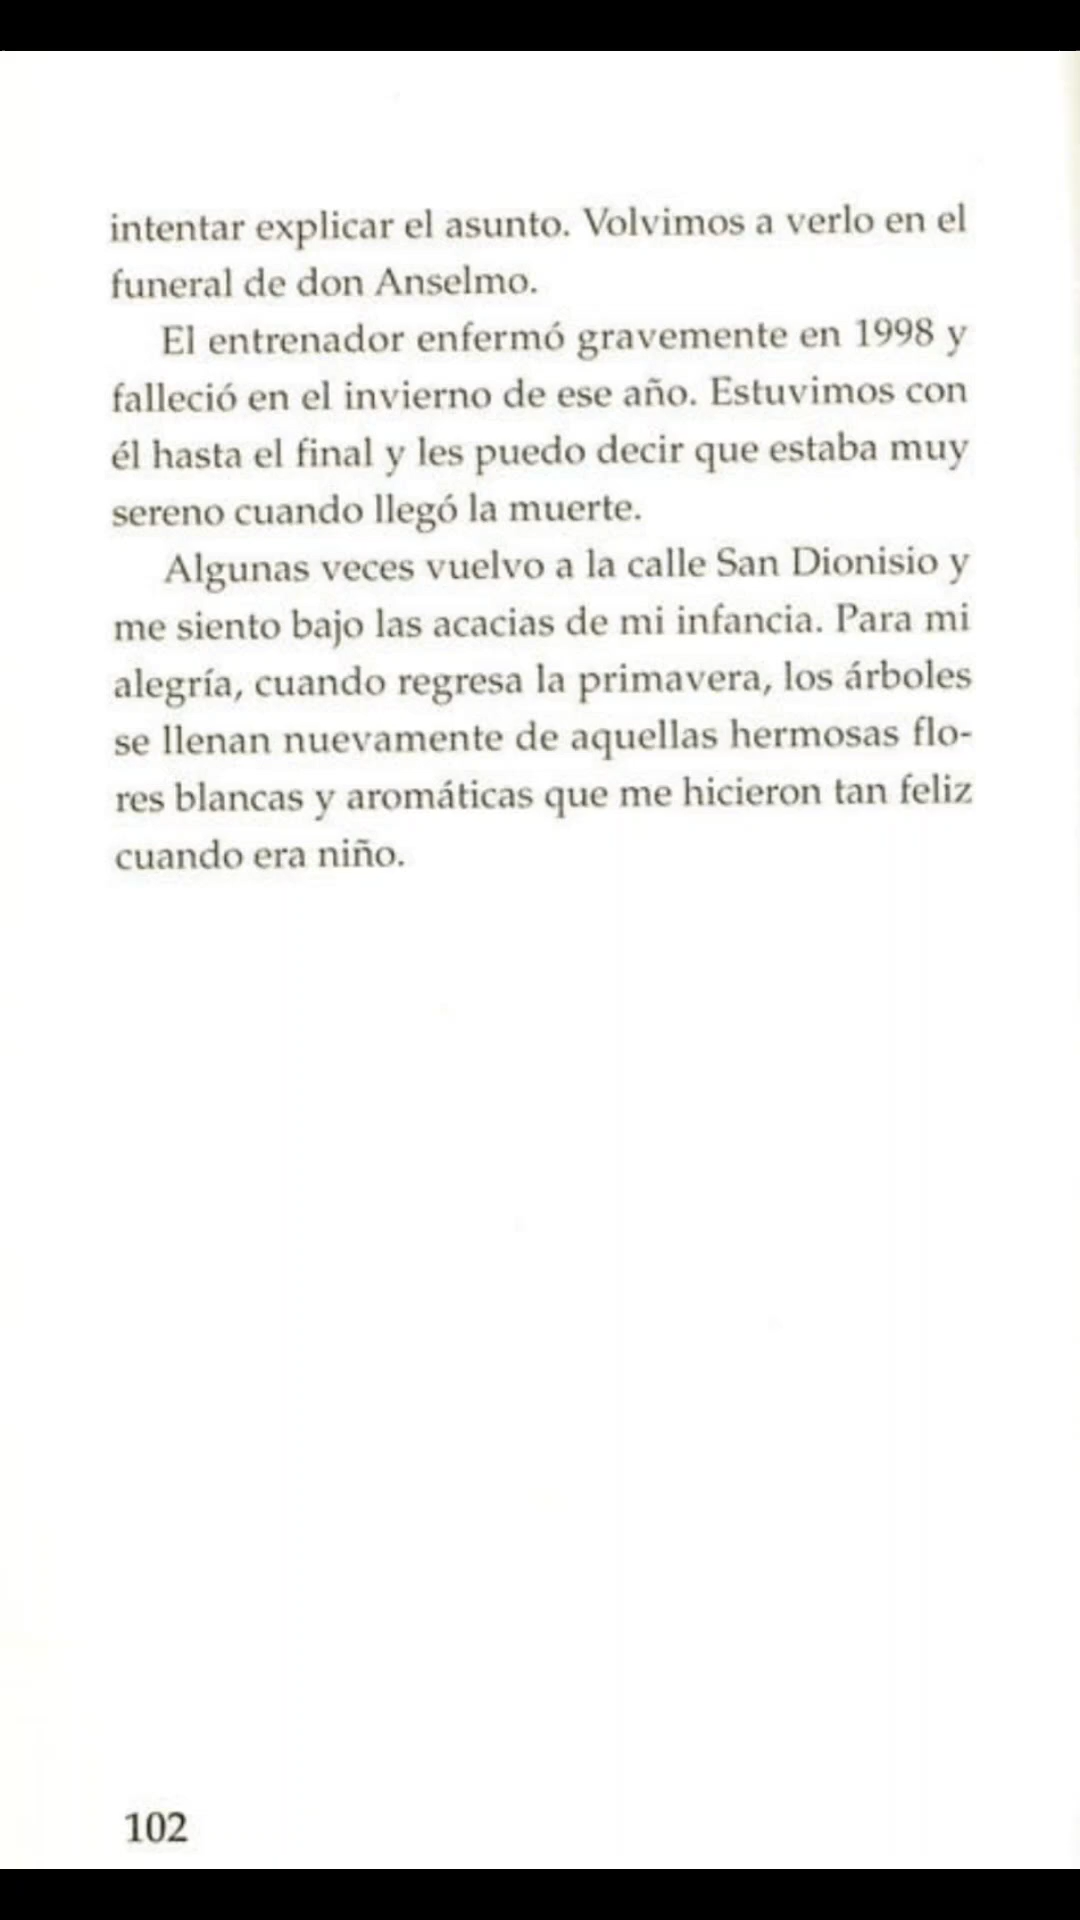 intentar explicar el asunto. Volvimos a verlo en el
funeral de don Anselmo.
El entrenador enfermó gravemente en 1998 y
falleció en el invierno de ese año. Estuvimos con
él hasta el final y les puedo decir que estaba muy
sereno cuando llegó la muerte.
Algunas veces vuelvo a la calle San Dionisio y
me siento bajo las acacias de mi infancia. Para mi
alegría, cuando regresa la primavera, los árboles
se llenan nuevamente de aquellas hermosas flo-
res blancas y aromáticas que me hicieron tan feliz
cuando era niño.
102